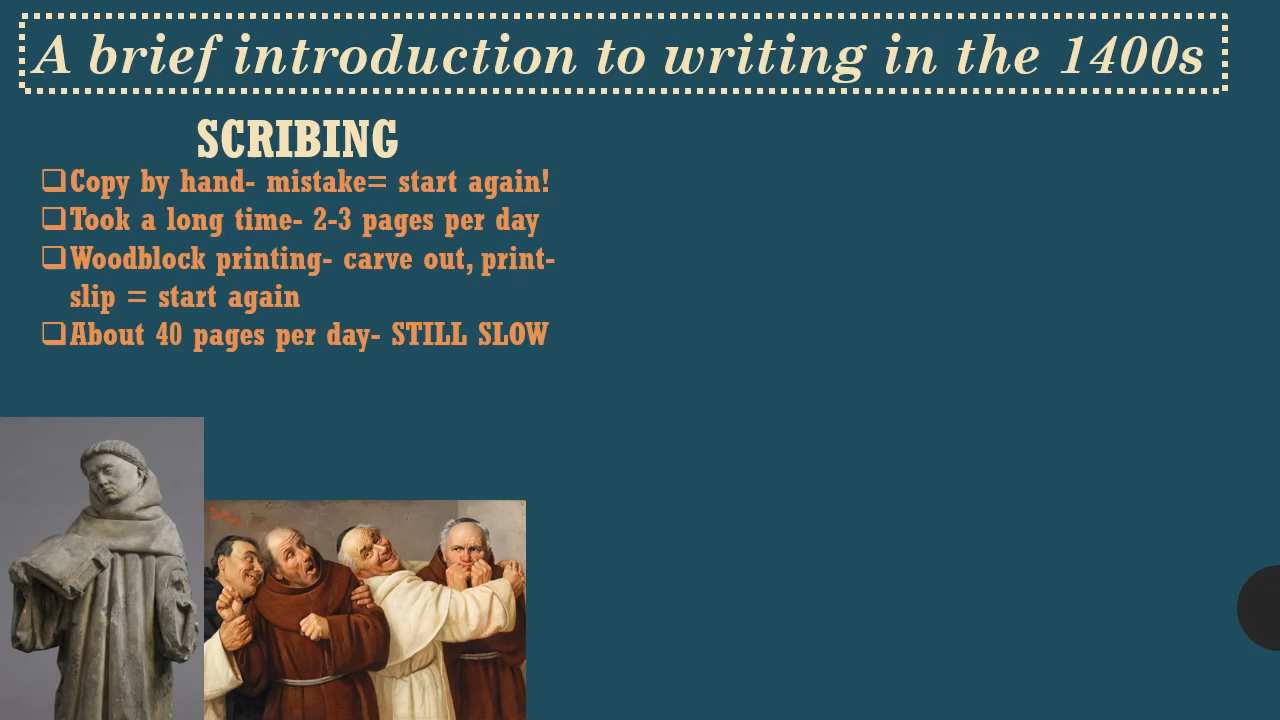 A brief introduction to writing in the 1400s
SCRIBING
❑Copy by hand- mistake= start again!
❑Took a long time- 2-3 pages per day
❑Woodblock printing- carve out, print-
slip = start again
❑About 40 pages per day- STILL SLOW